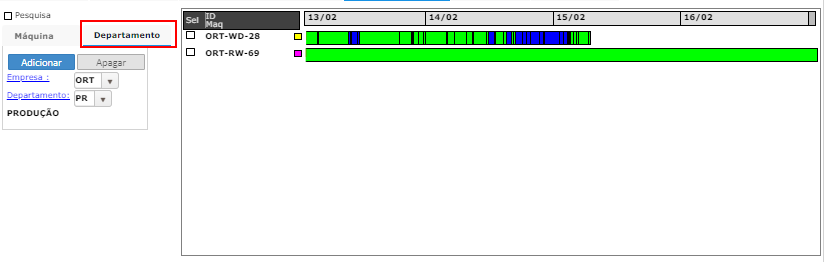 Pesquisa
Máquina Departamento
Adicionar Apagar
Empresa : ORT
Departamento: PR
PRODUÇÃO
Sel ID Maq 13/02 14/02 15/02 16/02
ORT-WD-28
ORT-RW-69